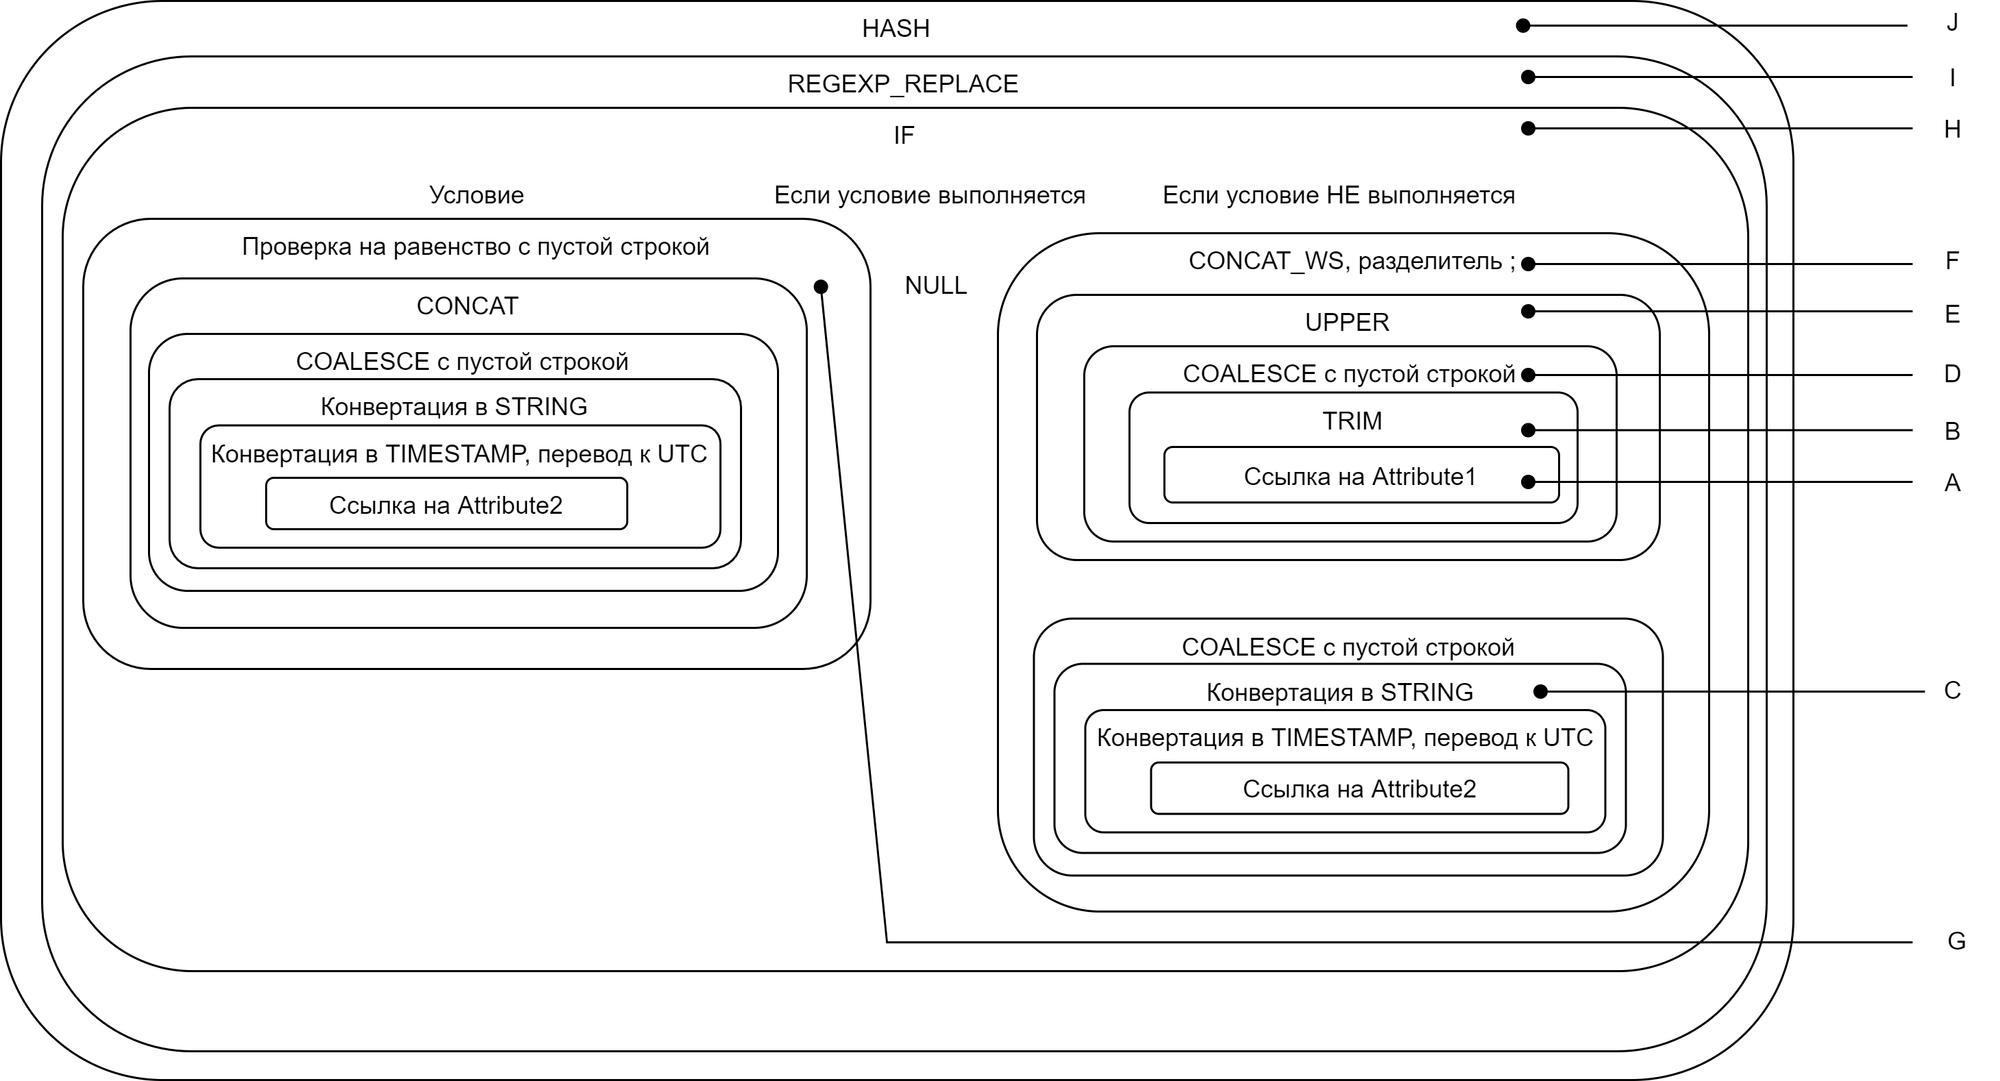 HASH
J
REGEXP_REPLACE
I
IF
H
Условие
Если условие выполняется
Если условие НЕ выполняется
Проверка на равенство с пустой строкой
NULL
CONCAT
COALESCE с пустой строкой
Конвертация в STRING
Конвертация в TIMESTAMP, перевод к UTC
Ссылка на Attribute2
CONCAT_WS, разделитель ;
F
UPPER
E
COALESCE с пустой строкой
D
TRIM
B
Ссылка на Attribute1
A
COALESCE с пустой строкой
Конвертация в STRING
C
Конвертация в TIMESTAMP, перевод к UTC
Ссылка на Attribute2
G